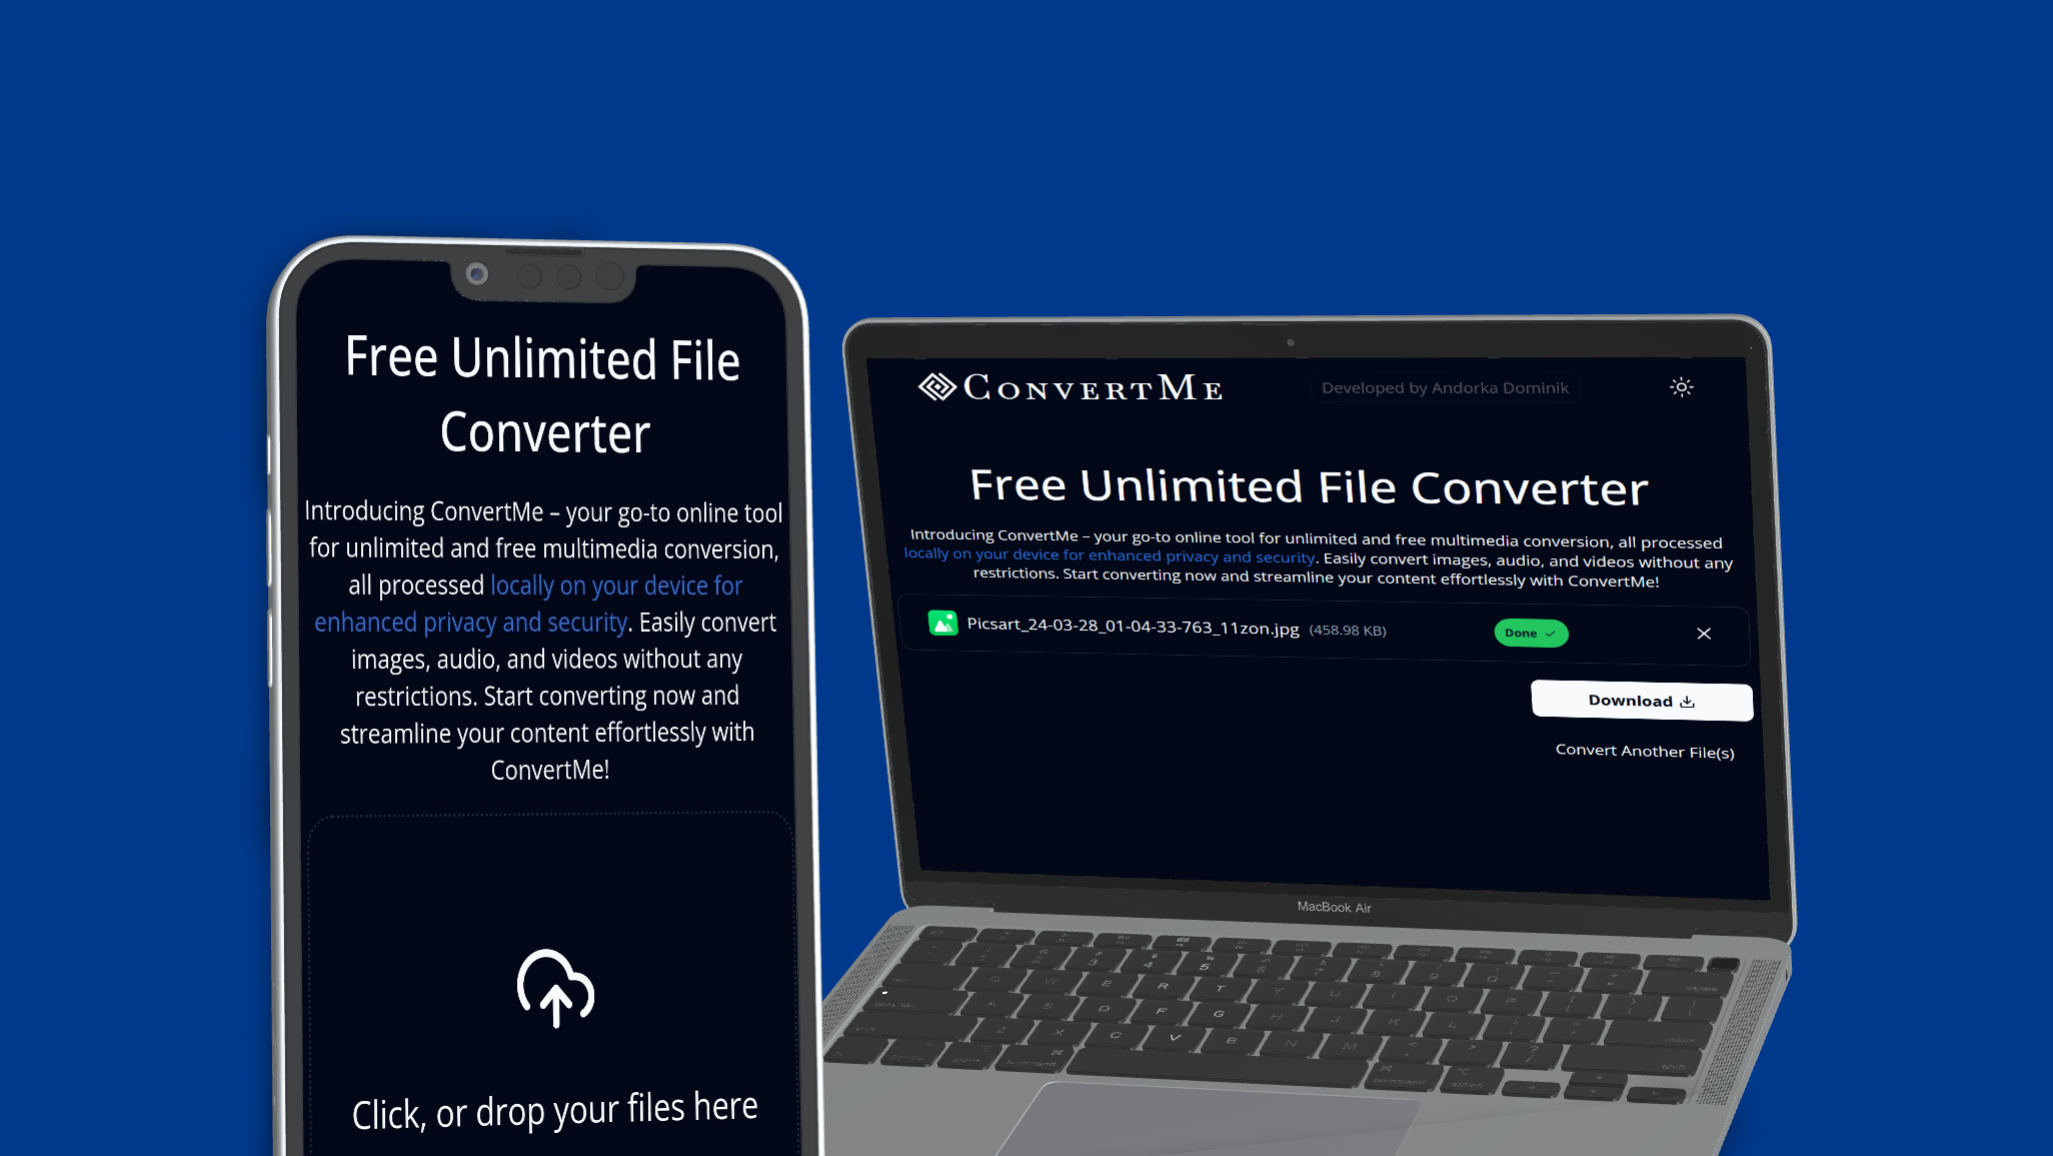 Free Unlimited File
Converter
Introducing ConvertMe – your go-to online tool
for unlimited and free multimedia conversion,
all processed locally on your device for
enhanced privacy and security. Easily convert
images, audio, and videos without any
restrictions. Start converting now and
streamline your content effortlessly with
ConvertMe!
Click, or drop your files here
CONVERTME
Developed by Andorka Dominik
Free Unlimited File Converter
Introducing ConvertMe – your go-to online tool for unlimited and free multimedia conversion, all processed
locally on your device for enhanced privacy and security. Easily convert images, audio, and videos without any
restrictions. Start converting now and streamline your content effortlessly with ConvertMe!
Picsart_24-03-28_01-04-33-763_11zon.jpg (458.98 KB)
Done
Download
Convert Another File(s)
MacBook Air
3 4 5
E R T Y U I O P
A S D F G H J K L
Z X C V B N M